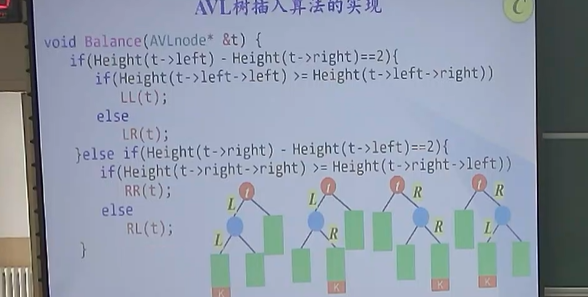 AVL树插入算法的实现
C
void Balance(AVLnode* &t) {
if(Height(t->left) - Height(t->right)==2){
if(Height(t->left->left) >= Height(t->left->right))
LL(t);
else
LR(t);
}else if(Height(t->right) - Height(t->left)==2){
if(Height(t->right->right) >= Height(t->right->left))
RR(t);
else
RL(t);
}
t t t t
L L R R
L R R L
K K K K